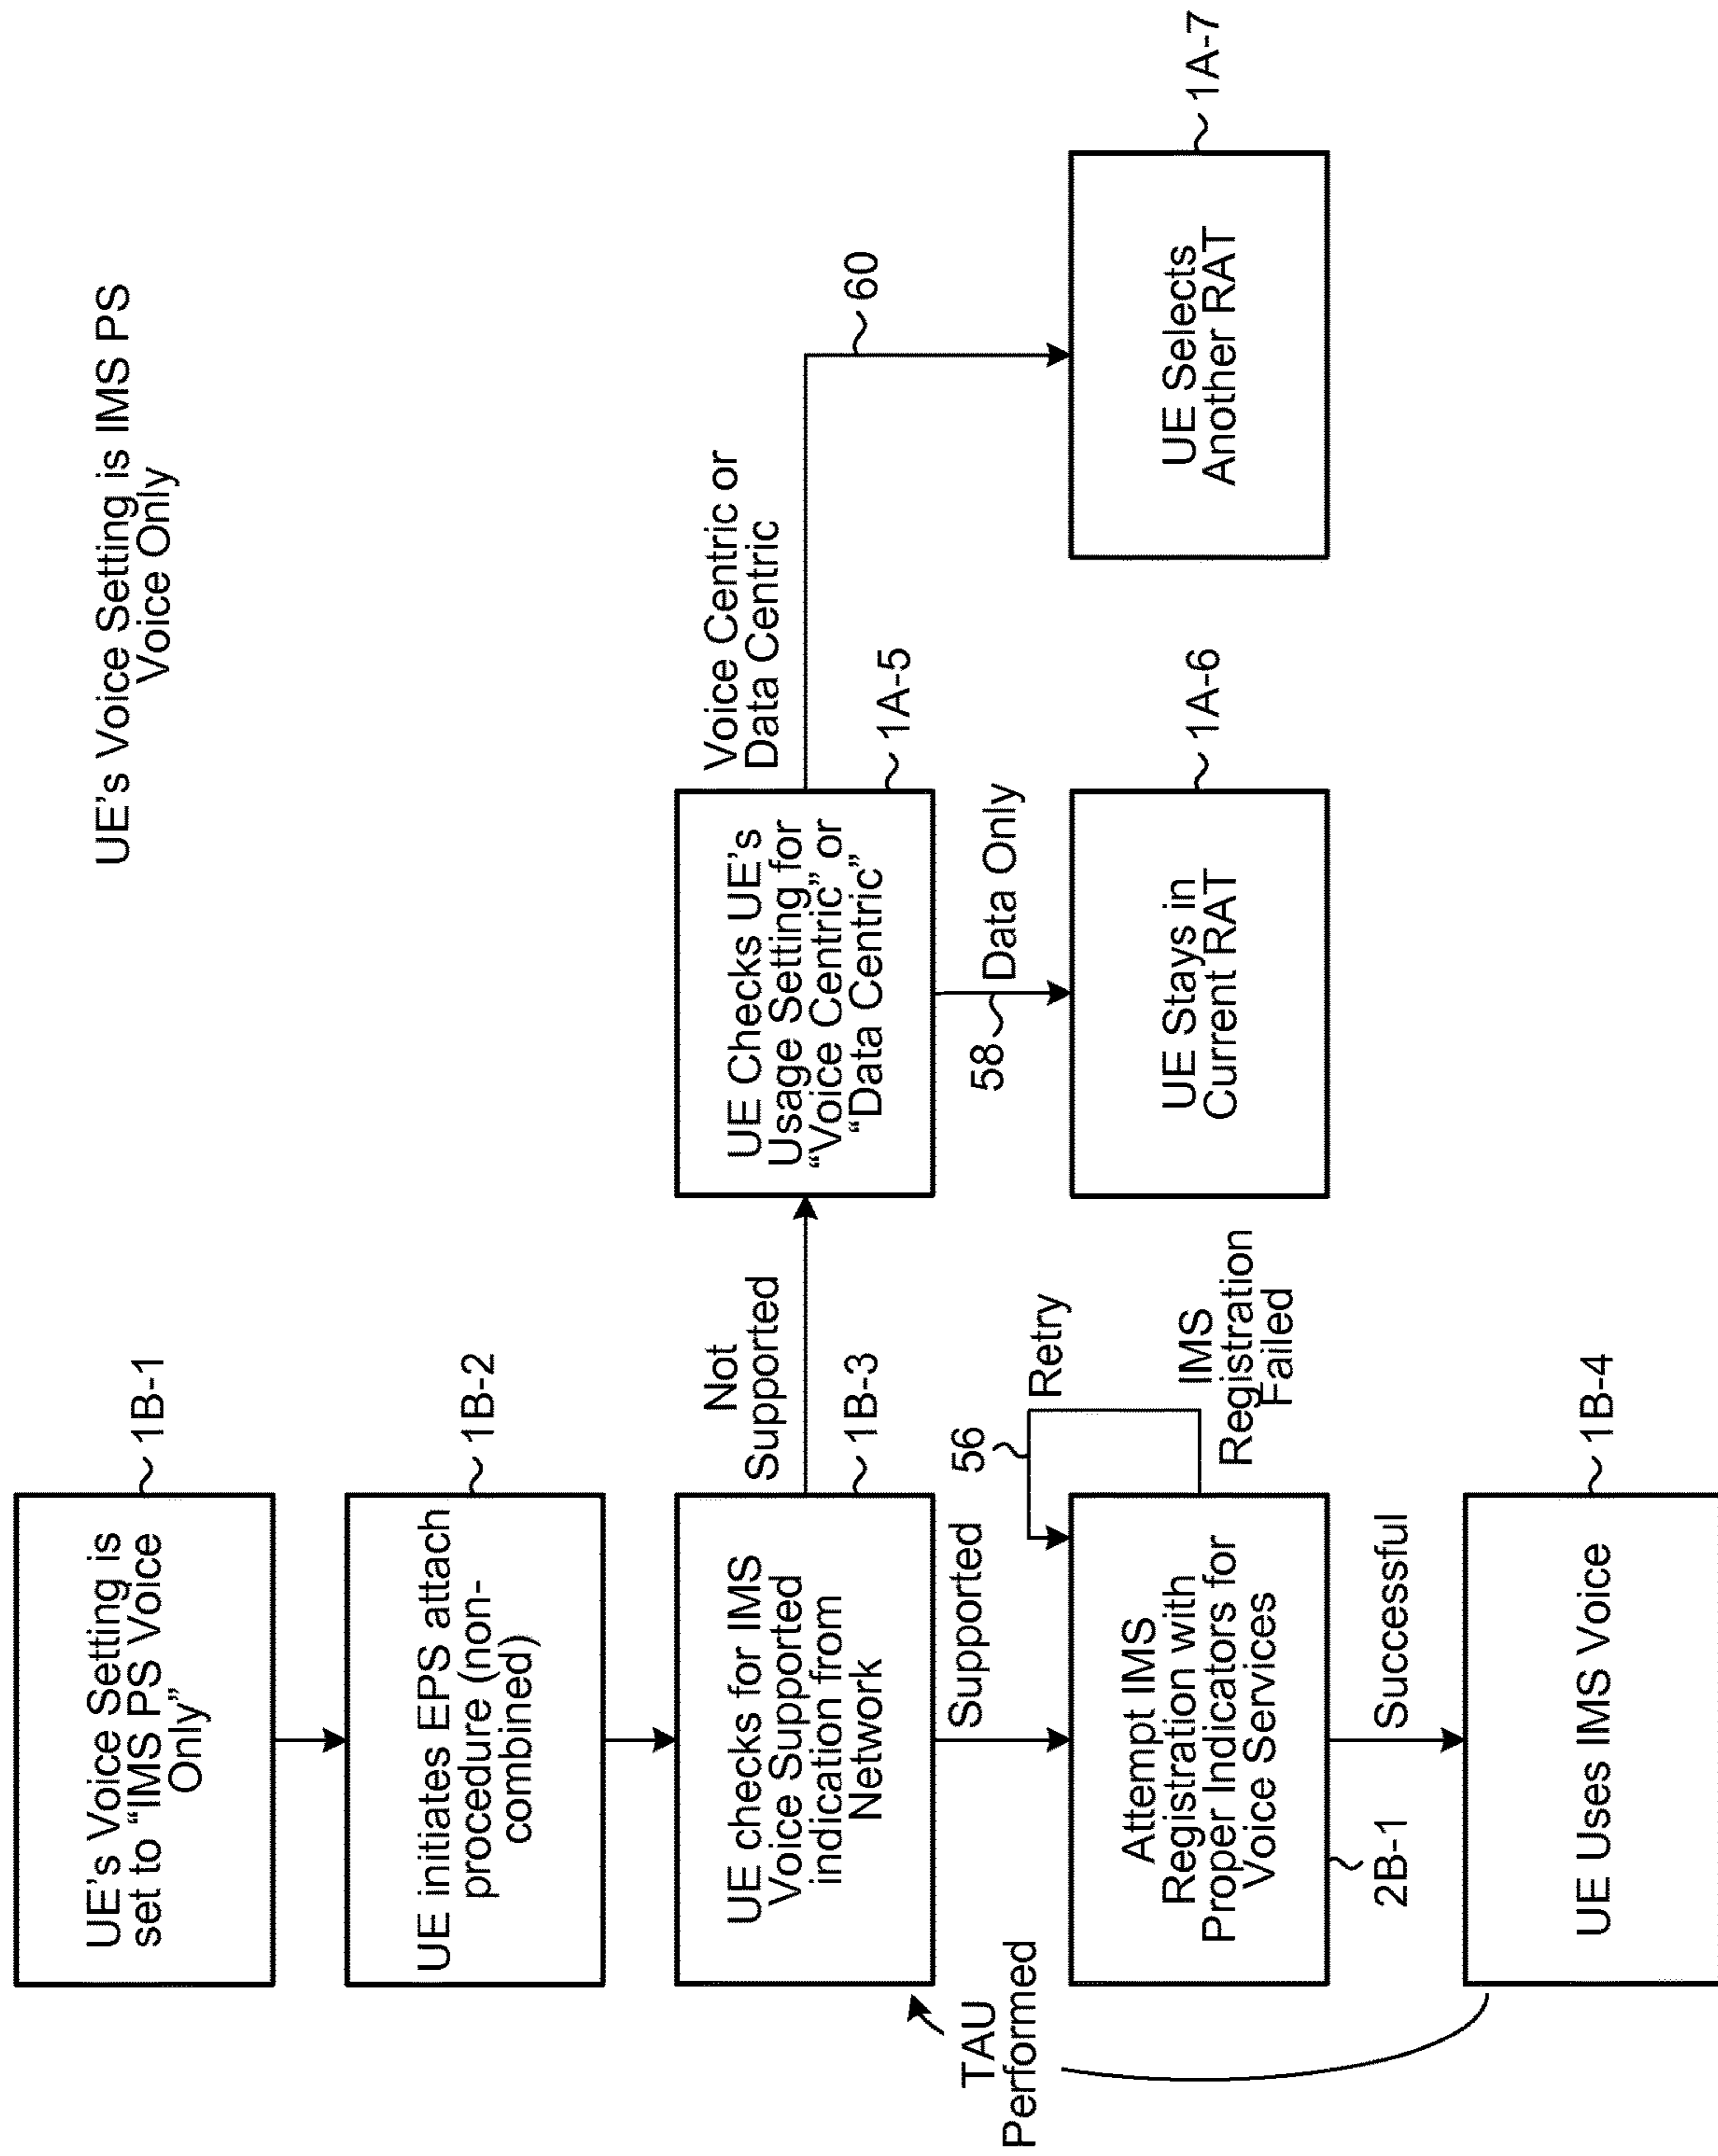 UE's Voice Setting is IMS PS
Voice Only
UE's Voice Setting is
set to “IMS PS Voice
Only”
1B-1
UE initiates EPS attach
procedure (non-
combined)
1B-2
UE checks for IMS
Voice Supported
indication from
Network
1B-3
Not
Supported
UE Checks UE's
Usage Setting for
“Voice Centric” or
“Data Centric”
1A-5
Voice Centric or
Data Centric
60
Supported
58
Data Only
TAU
Performed
Attempt IMS
Registration with
Proper Indicators for
Voice Services
2B-1
56
Retry
IMS
Registration
Failed
UE Stays in
Current RAT
1A-6
UE Selects
Another RAT
1A-7
Successful
UE Uses IMS Voice
1B-4